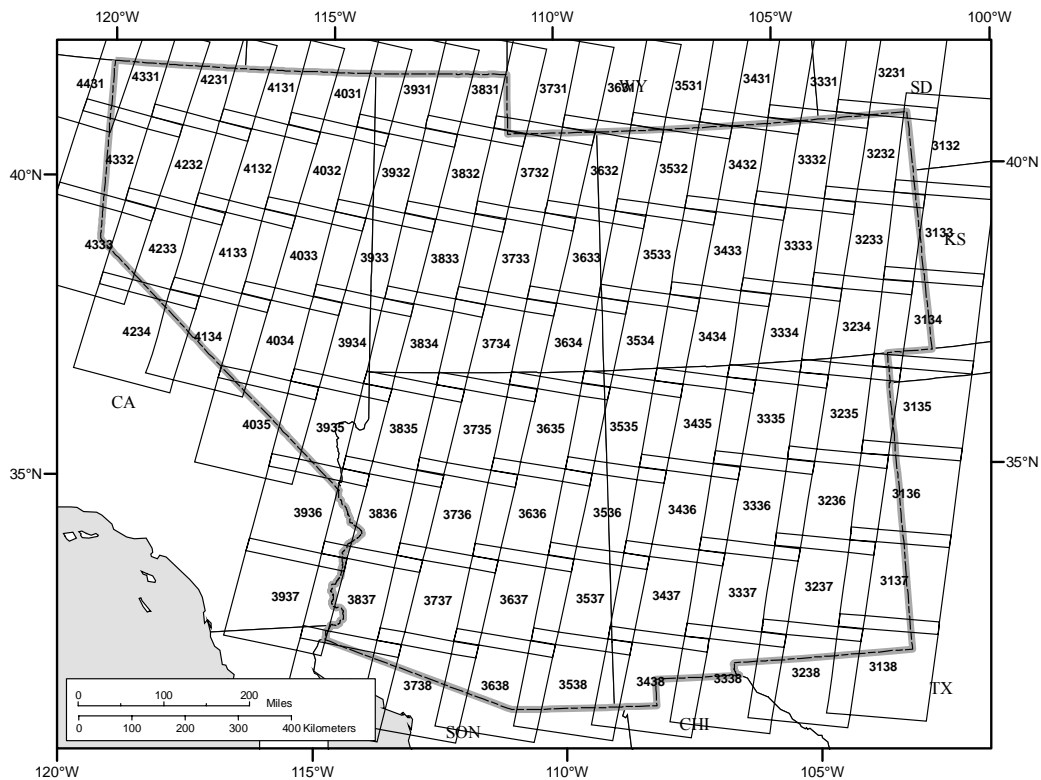 120°W 115°W 110°W 105°W 100°W
4431 4331 4231 4131 4031 3931 3831 3731 3631 WY 3531 3431 3331 3231 SD
4332 4232 4132 4032 3932 3832 3732 3632 3532 3432 3332 3232 3132
40°N 40°N
4333 4233 4133 4033 3933 3833 3733 3633 3533 3433 3333 3233 3133 KS
4234 4134 4034 3934 3834 3734 3634 3534 3434 3334 3234 3134
CA
4035 3935 3835 3735 3635 3535 3435 3335 3235 3135
35°N 35°N
3936 3836 3736 3636 3536 3436 3336 3236 3136
3937 3837 3737 3637 3537 3437 3337 3237 3137
3738 3638 3538 3438 3338 3238 3138
TX
SON CHI
0 100 200 Miles
0 100 200 300 400 Kilometers
120°W 115°W 110°W 105°W